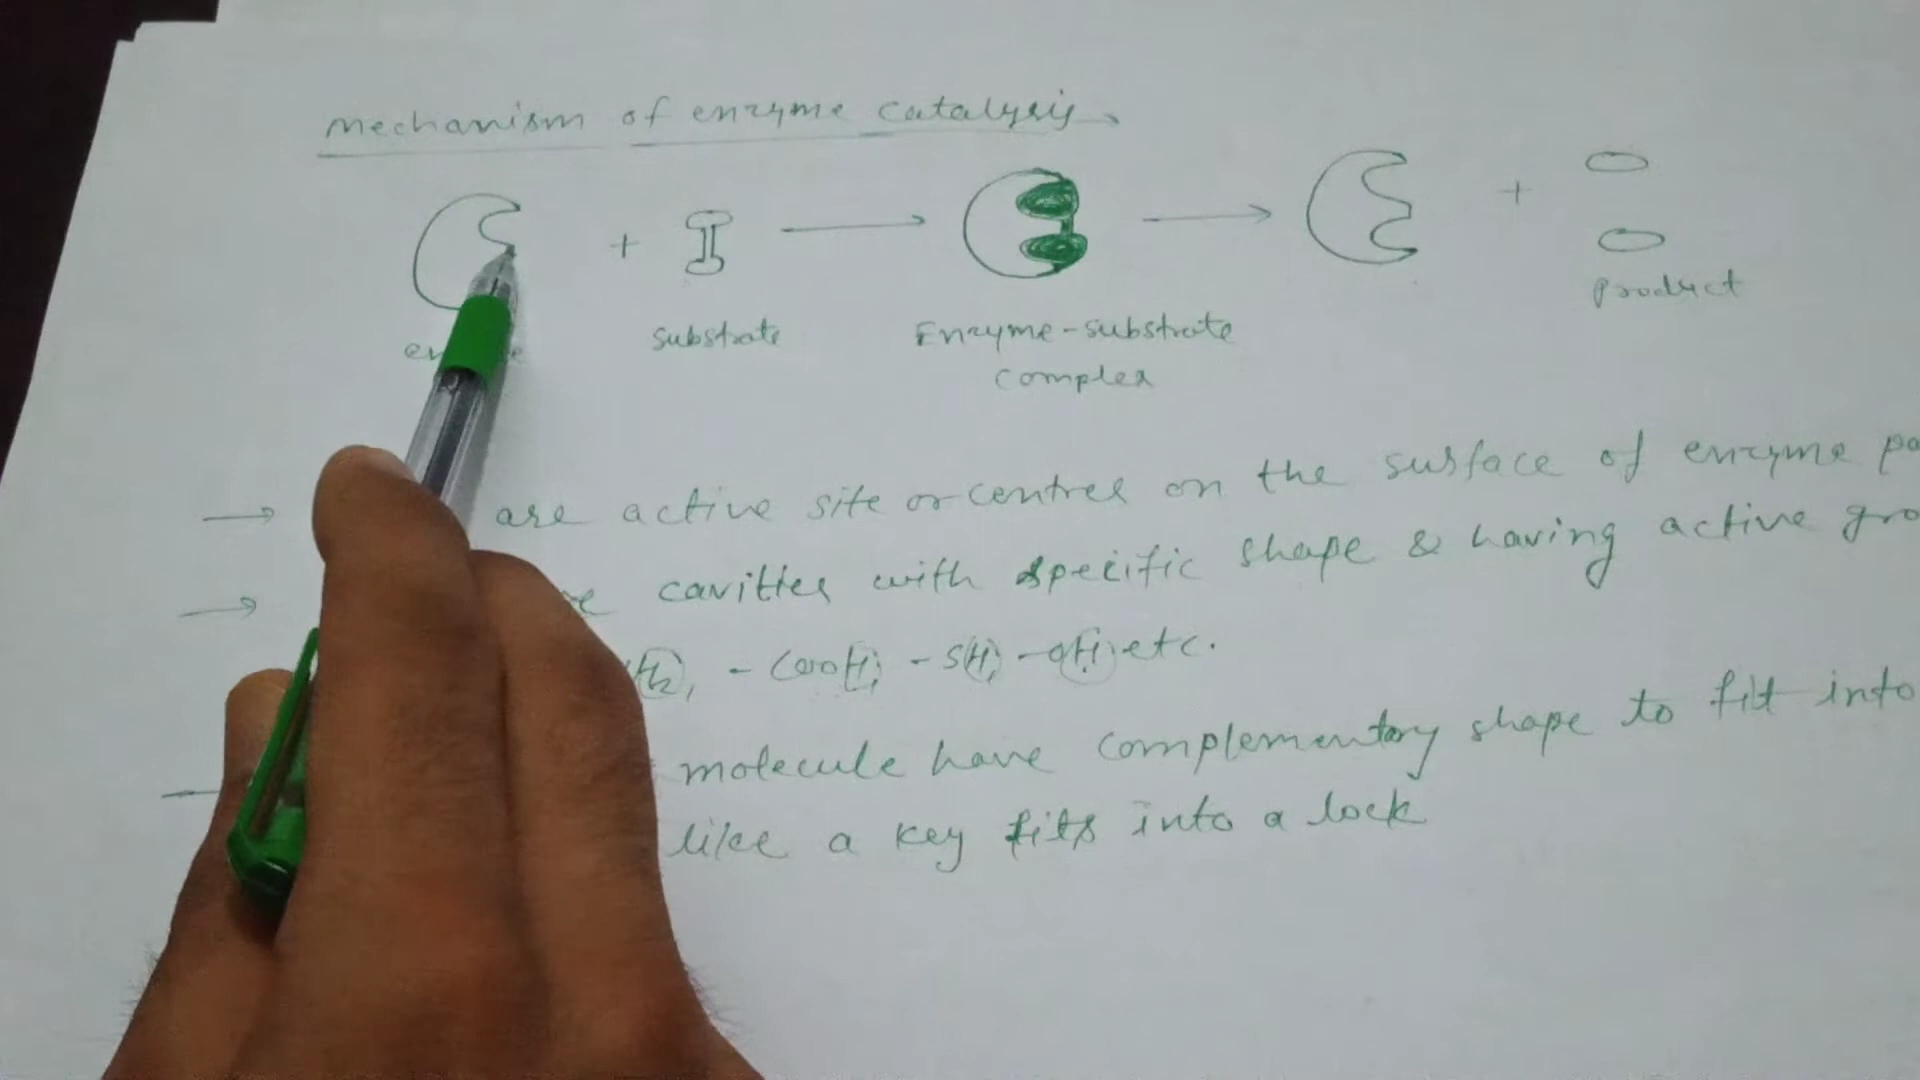 Mechanism of enzyme catalysis
+ → → +
Product
Substrate Enzyme-substrate
complex
→ are active site or centres on the surface of enzyme
→ cavities with specific shape & having active
- COOH, - SH, - OH, etc.
molecule have complementary shape to fit into
like a key fits into a lock